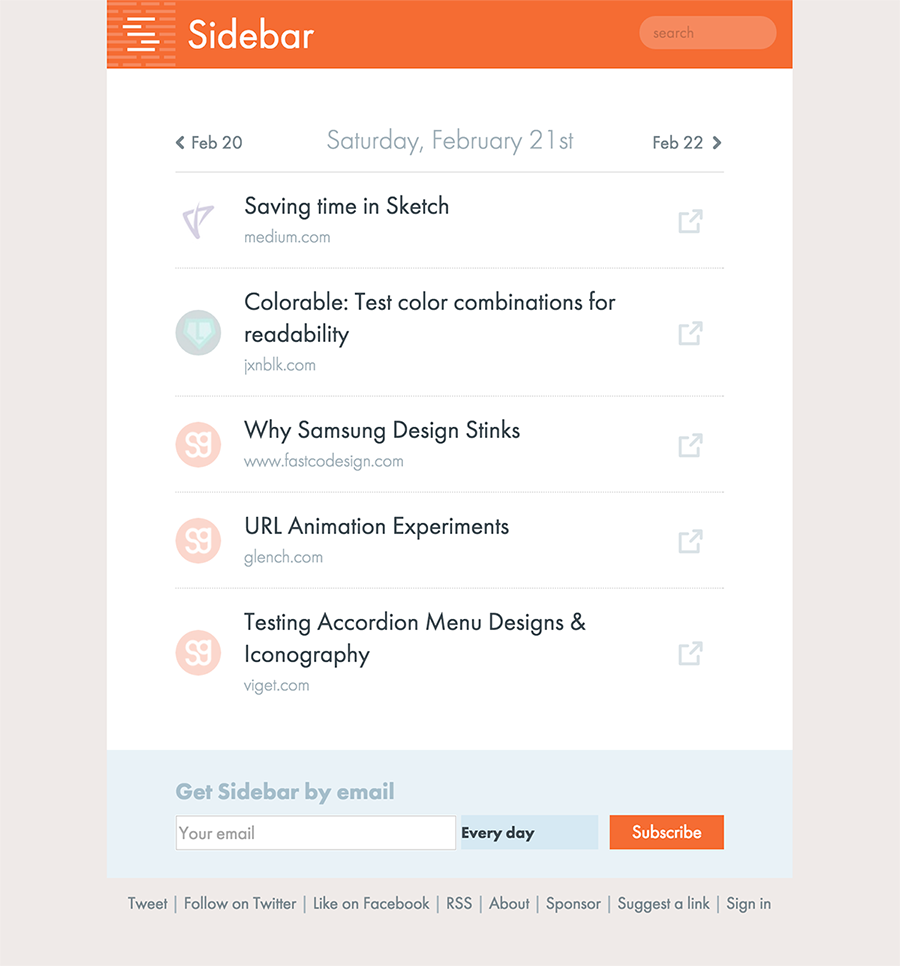 Sidebar
search
Feb 20
Saturday, February 21st
Feb 22
Saving time in Sketch
medium.com
Colorable: Test color combinations for
readability
jxnblk.com
L
Why Samsung Design Stinks
www.fastcodesign.com
sg
URL Animation Experiments
glench.com
sg
Testing Accordion Menu Designs &
Iconography
viget.com
sg
Get Sidebar by email
Your email
Every day
Subscribe
Tweet | Follow on Twitter | Like on Facebook | RSS | About | Sponsor | Suggest a link | Sign in